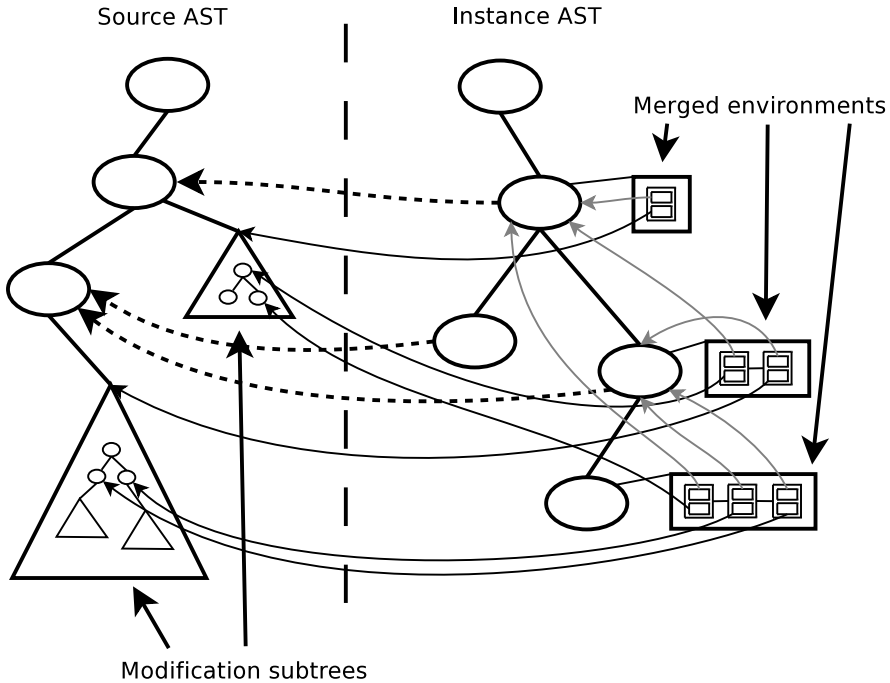 Source AST
Instance AST
Merged environments
Modification subtrees